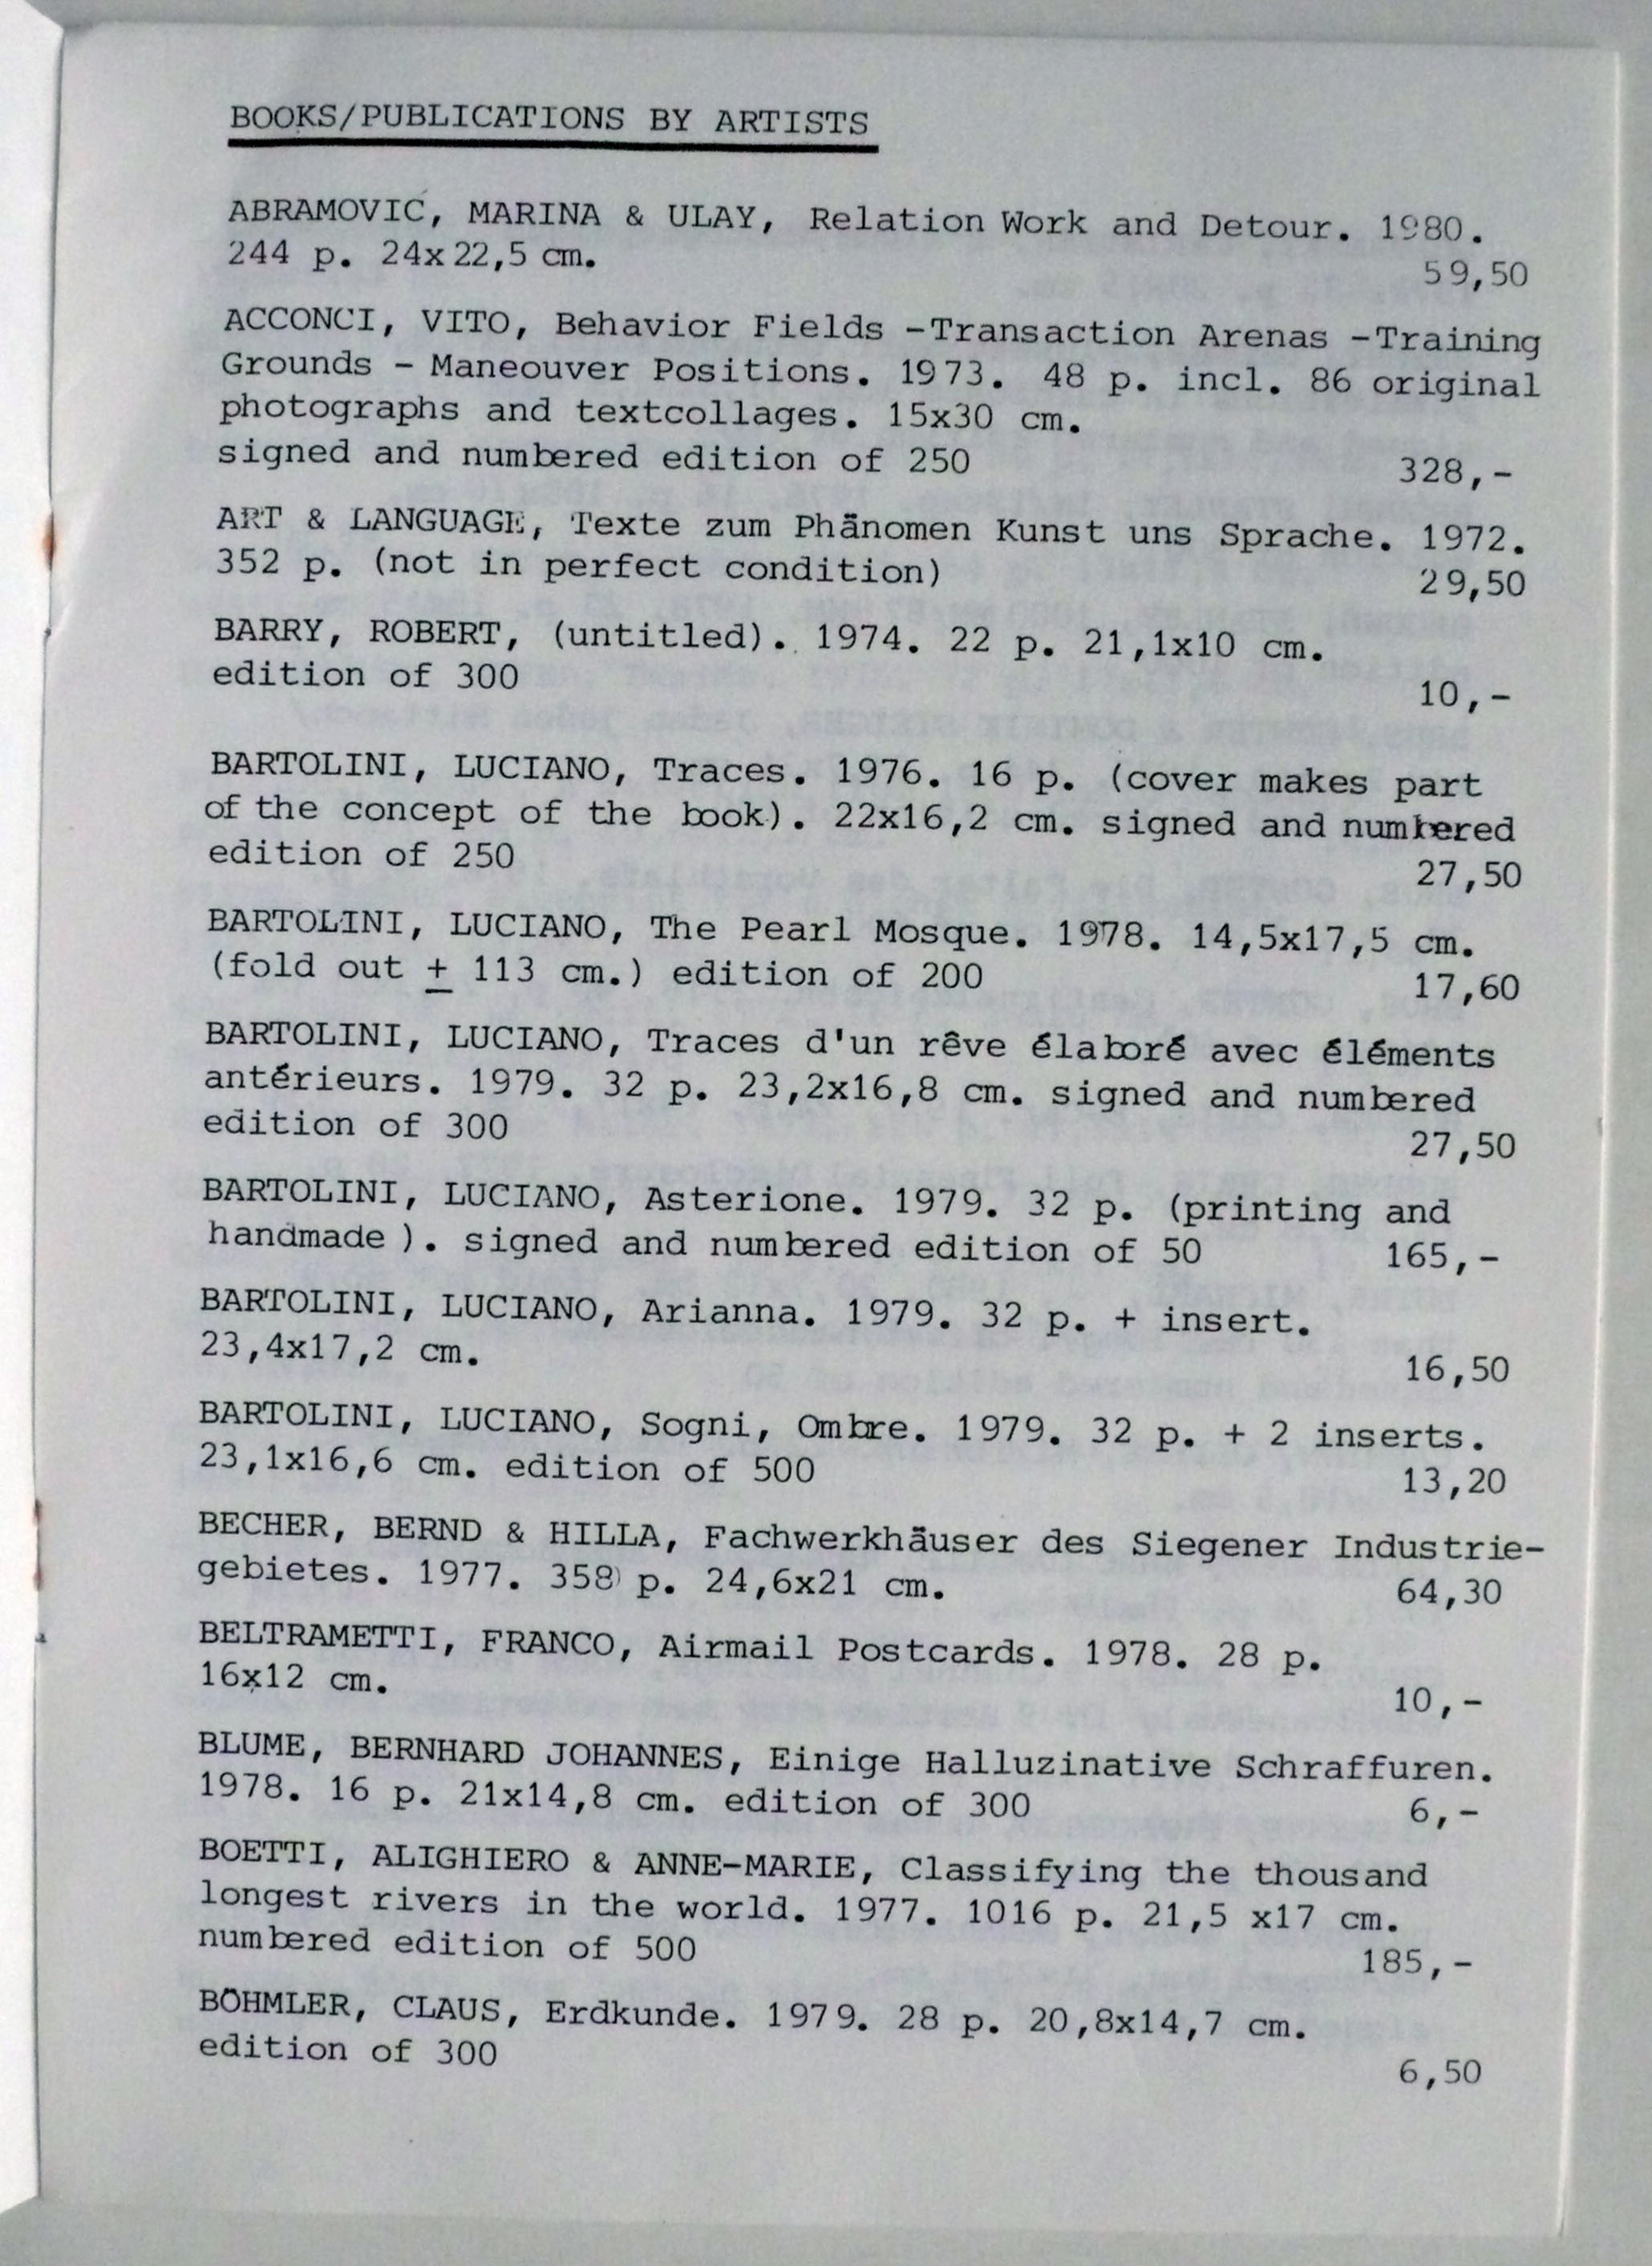 BOOKS/PUBLICATIONS BY ARTISTS
ABRAMOVIĆ, MARINA & ULAY, Relation Work and Detour. 1980.
244 p. 24x22,5 cm.
59,50
ACCONCI, VITO, Behavior Fields -Transaction Arenas -Training
Grounds - Maneouver Positions. 1973. 48 p. incl. 86 original
photographs and textcollages. 15x30 cm.
signed and numbered edition of 250 328,-
ART & LANGUAGE, Texte zum Phänomen Kunst uns Sprache. 1972.
352 p. (not in perfect condition) 29,50
BARRY, ROBERT, (untitled). 1974. 22 p. 21,1x10 cm.
edition of 300 10,-
BARTOLINI, LUCIANO, Traces. 1976. 16 p. (cover makes part
of the concept of the book). 22x16,2 cm. signed and numbered
edition of 250 27,50
BARTOLINI, LUCIANO, The Pearl Mosque. 1978. 14,5x17,5 cm.
(fold out ± 113 cm.) edition of 200 17,60
BARTOLINI, LUCIANO, Traces d'un rêve élaboré avec éléments
antérieurs. 1979. 32 p. 23,2x16,8 cm. signed and numbered
edition of 300 27,50
BARTOLINI, LUCIANO, Asterione. 1979. 32 p. (printing and
handmade ). signed and numbered edition of 50 165,-
BARTOLINI, LUCIANO, Arianna. 1979. 32 p. + insert.
23,4x17,2 cm. 16,50
BARTOLINI, LUCIANO, Sogni, Ombre. 1979. 32 p. + 2 inserts.
23,1x16,6 cm. edition of 500 13,20
BECHER, BERND & HILLA, Fachwerkhäuser des Siegener Industrie-
gebietes. 1977. 358 p. 24,6x21 cm. 64,30
BELTRAMETTI, FRANCO, Airmail Postcards. 1978. 28 p.
16x12 cm. 10,-
BLUME, BERNHARD JOHANNES, Einige Halluzinative Schraffuren.
1978. 16 p. 21x14,8 cm. edition of 300 6,-
BOETTI, ALIGHIERO & ANNE-MARIE, Classifying the thousand
longest rivers in the world. 1977. 1016 p. 21,5 x17 cm.
numbered edition of 500 185,-
BÖHMLER, CLAUS, Erdkunde. 1979. 28 p. 20,8x14,7 cm.
edition of 300 6,50